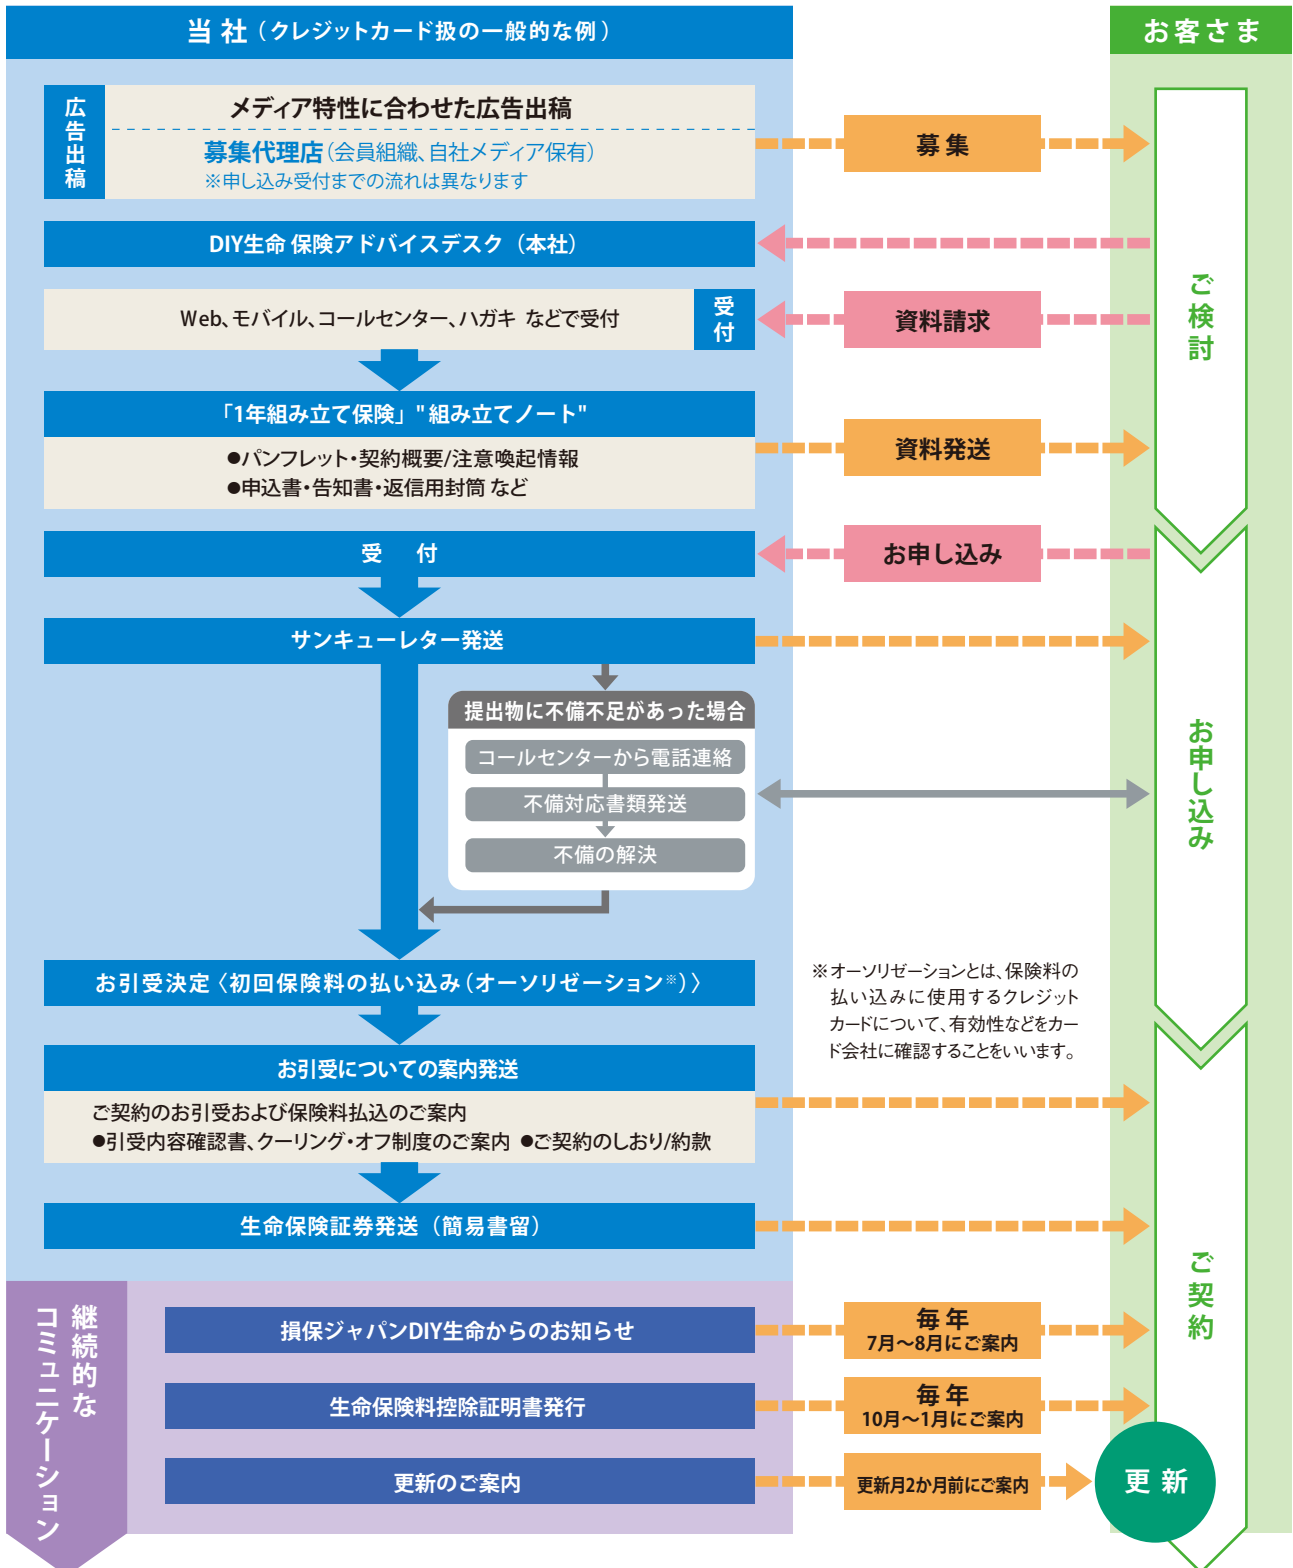 当社（クレジットカード扱の一般的な例）
お客さま
広告出稿
メディア特性に合わせた広告出稿
募集代理店（会員組織、自社メディア保有）
※申し込み受付までの流れは異なります
募集
DIY生命 保険アドバイスデスク（本社）
Web、モバイル、コールセンター、ハガキ などで受付
受付
資料請求
ご検討
「1年組み立て保険」"組み立てノート"
●パンフレット・契約概要/注意喚起情報
●申込書・告知書・返信用封筒 など
資料発送
受　付
お申し込み
サンキューレター発送
提出物に不備不足があった場合
コールセンターから電話連絡
不備対応書類発送
不備の解決
お申し込み
お引受決定〈初回保険料の払い込み（オーソリゼーション※）〉
※オーソリゼーションとは、保険料の
払い込みに使用するクレジット
カードについて、有効性などをカー
ド会社に確認することをいいます。
お引受についての案内発送
ご契約のお引受および保険料払込のご案内
●引受内容確認書、クーリング・オフ制度のご案内 ●ご契約のしおり/約款
生命保険証券発送（簡易書留）
ご契約
継続的な
コミュニケーション
損保ジャパンDIY生命からのお知らせ
毎年
7月～8月にご案内
生命保険料控除証明書発行
毎年
10月～1月にご案内
更新のご案内
更新月2か月前にご案内
更新